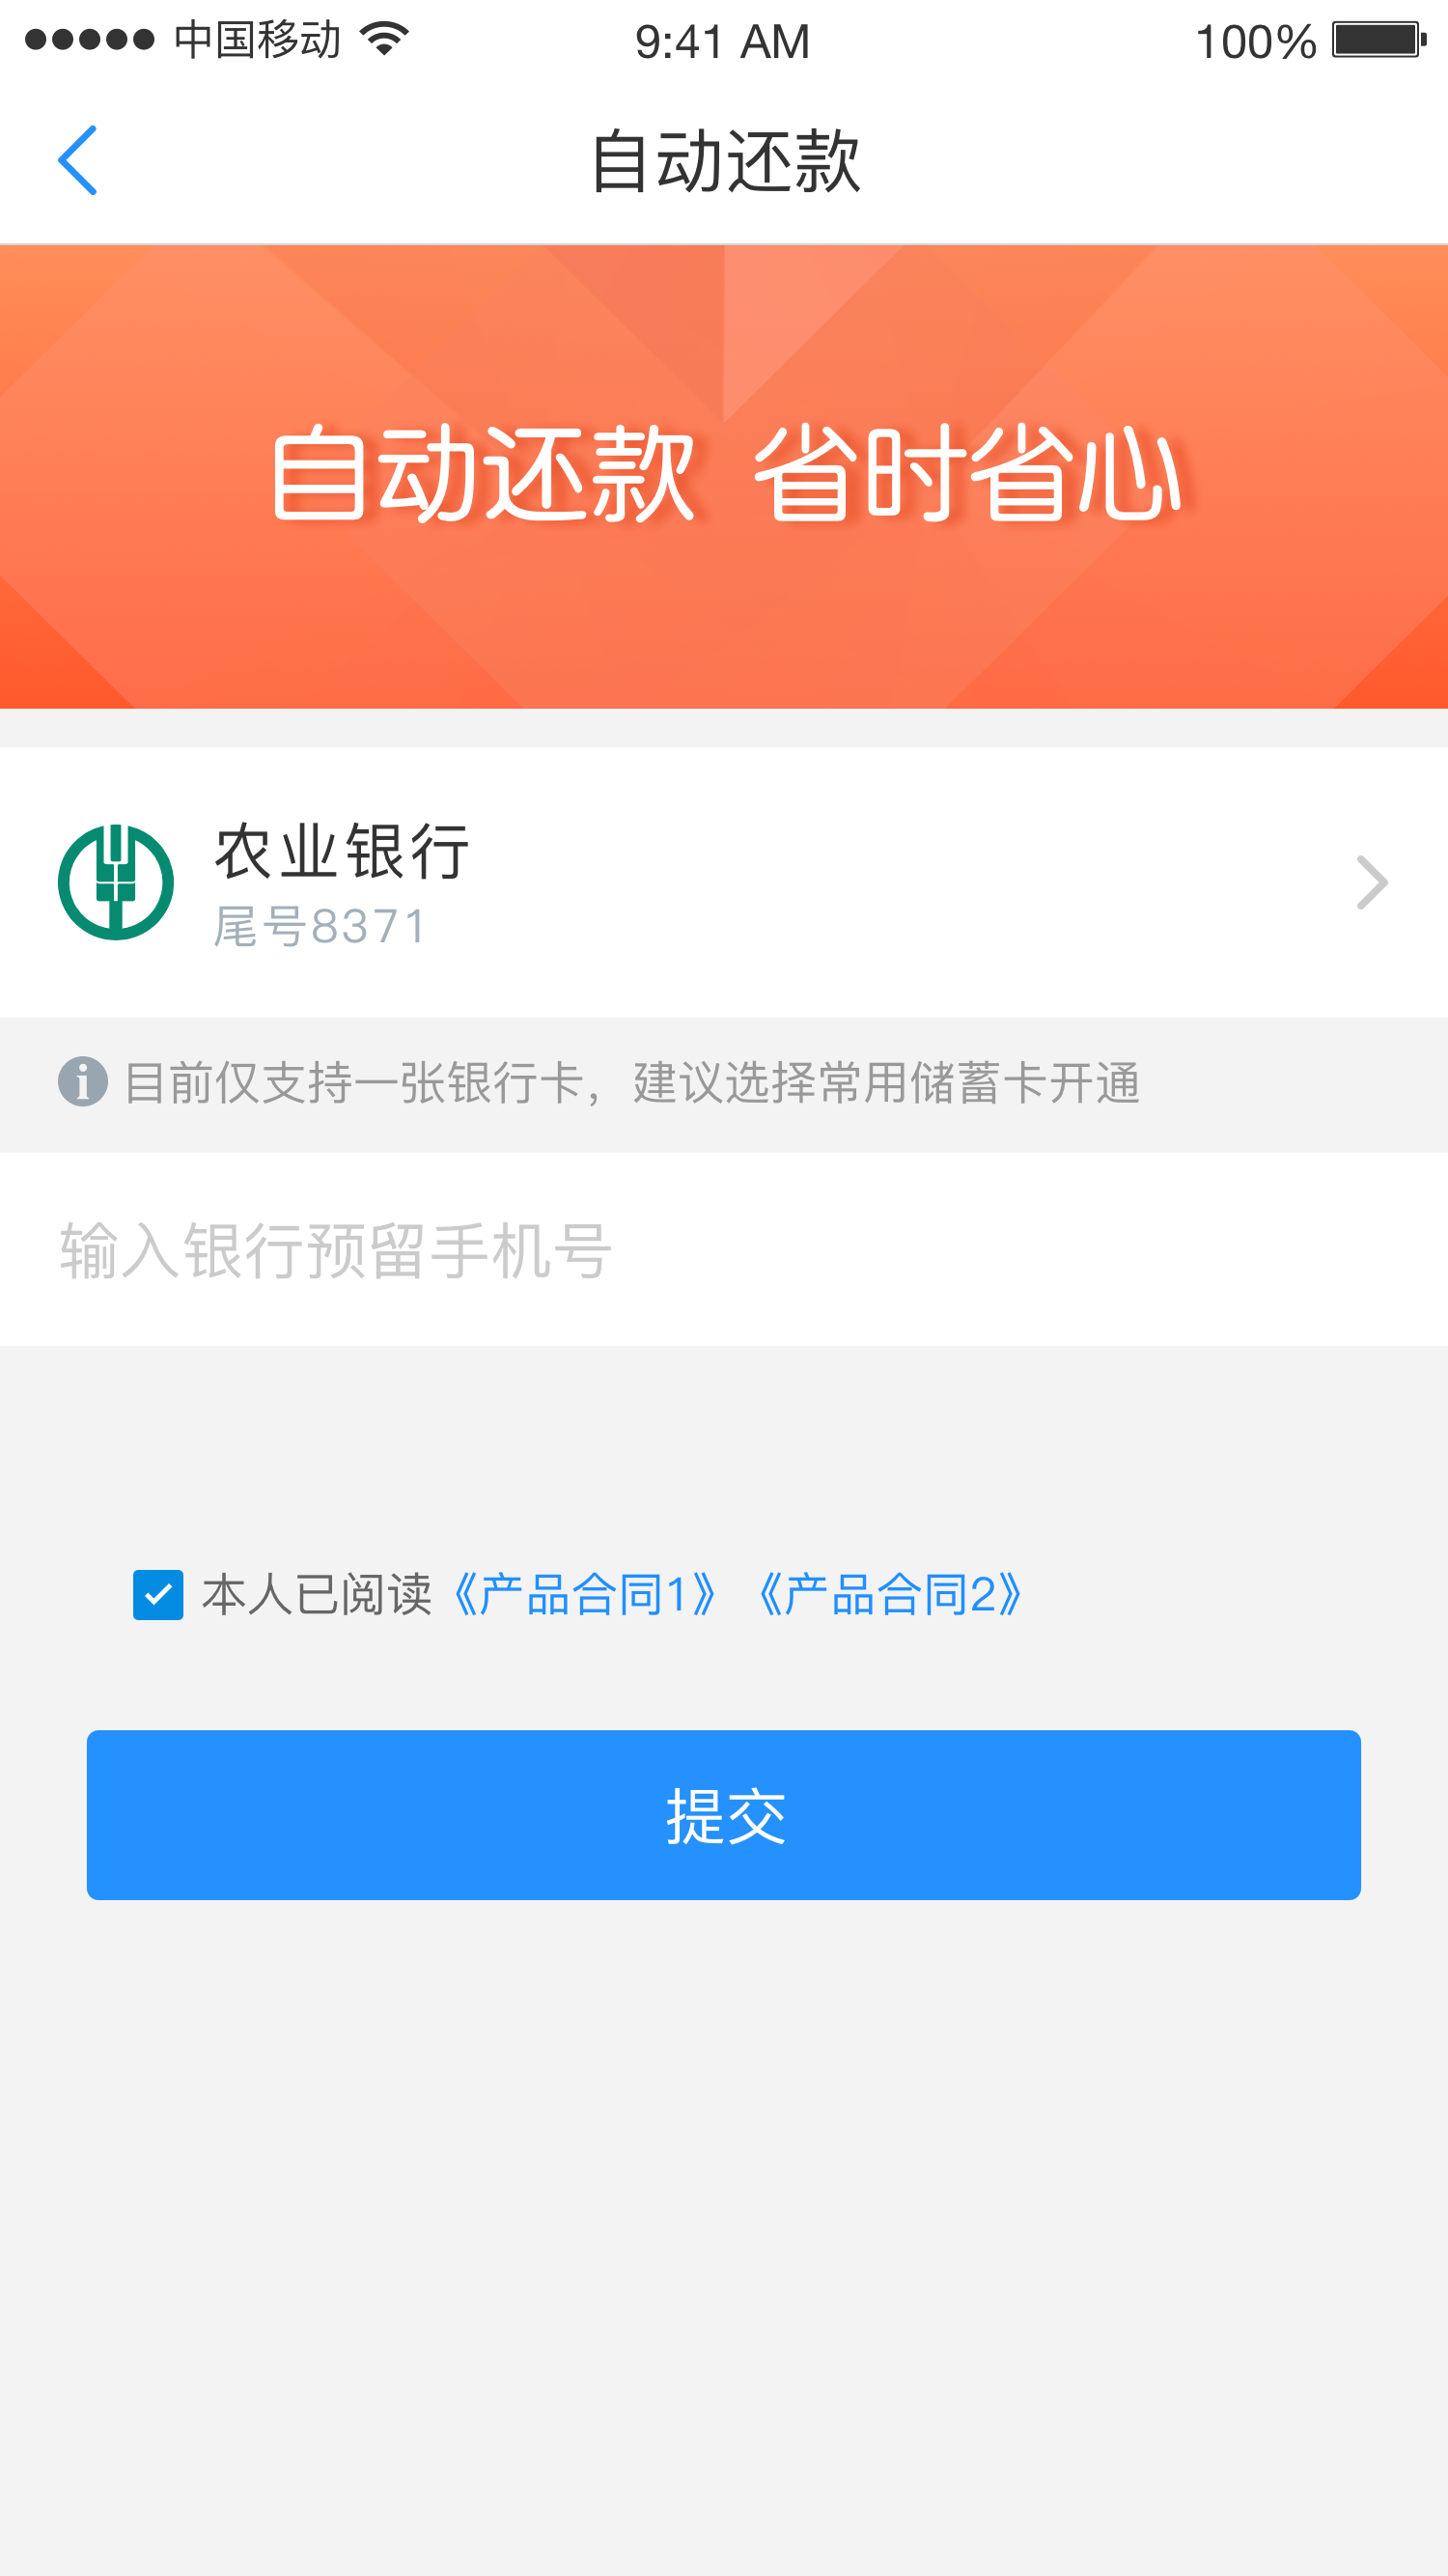 中国移动 9:41 AM 100%
自动还款
自动还款 省时省心
农业银行
尾号8371
目前仅支持一张银行卡，建议选择常用储蓄卡开通
输入银行预留手机号
本人已阅读《产品合同1》《产品合同2》
提交